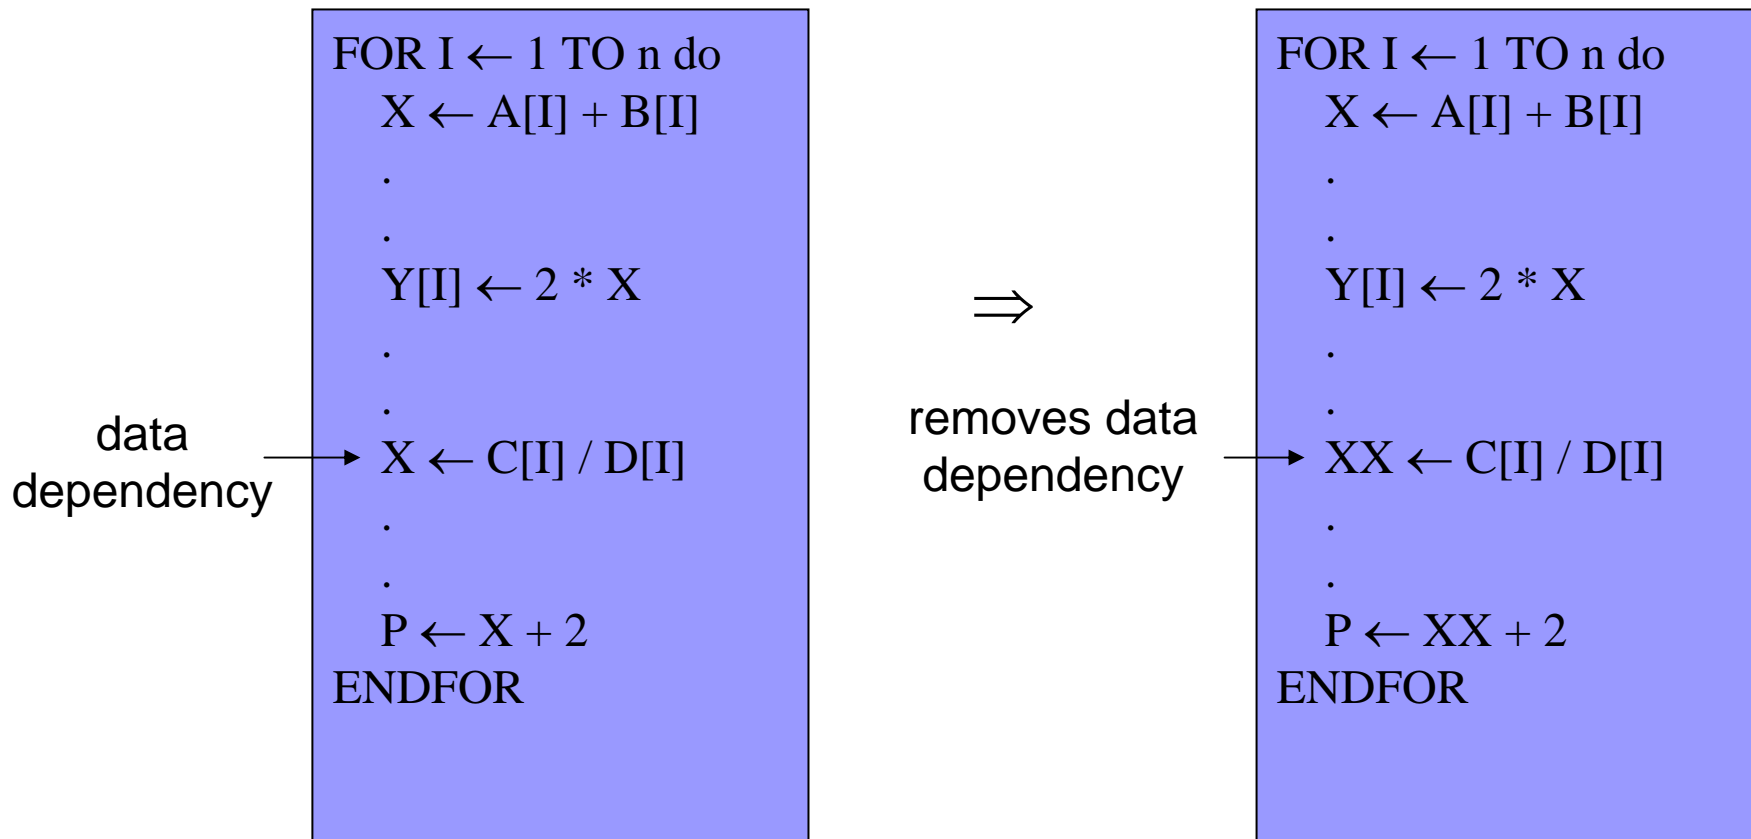 FOR I ← 1 TO n do
X ← A[I] + B[I]
.
.
Y[I] ← 2 * X
.
.
X ← C[I] / D[I]
.
.
P ← X + 2
ENDFOR
data
dependency
⇒
removes data
dependency
FOR I ← 1 TO n do
X ← A[I] + B[I]
.
.
Y[I] ← 2 * X
.
.
XX ← C[I] / D[I]
.
.
P ← XX + 2
ENDFOR